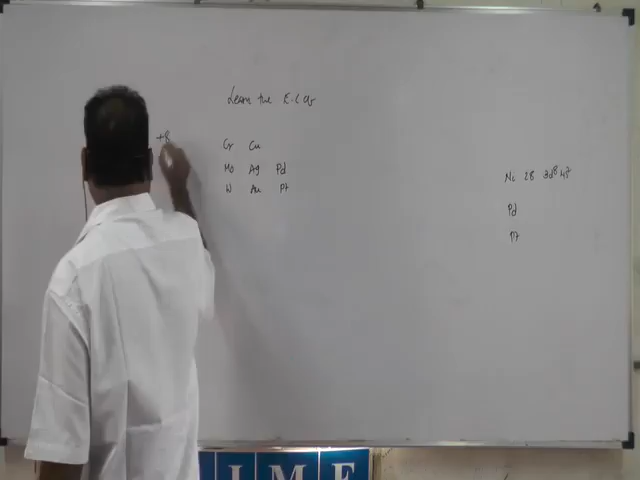 Learn the E.C of
+R
Cr Cu
Mo Ag Pd
W Au Pt
Ni 28 3d⁸ 4s²
Pd
Pt
I M E